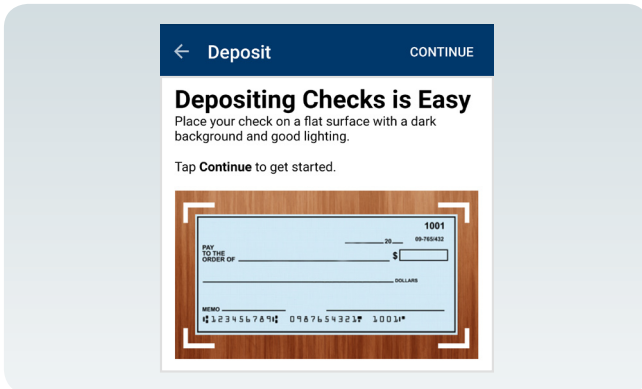 Deposit CONTINUE
Depositing Checks is Easy
Place your check on a flat surface with a dark
background and good lighting.
Tap Continue to get started.
1001
20 09-765/432
PAY
TO THE
ORDER OF $
DOLLARS
MEMO
⑆123456789⑆ 0987654321⑈ 1001⑈